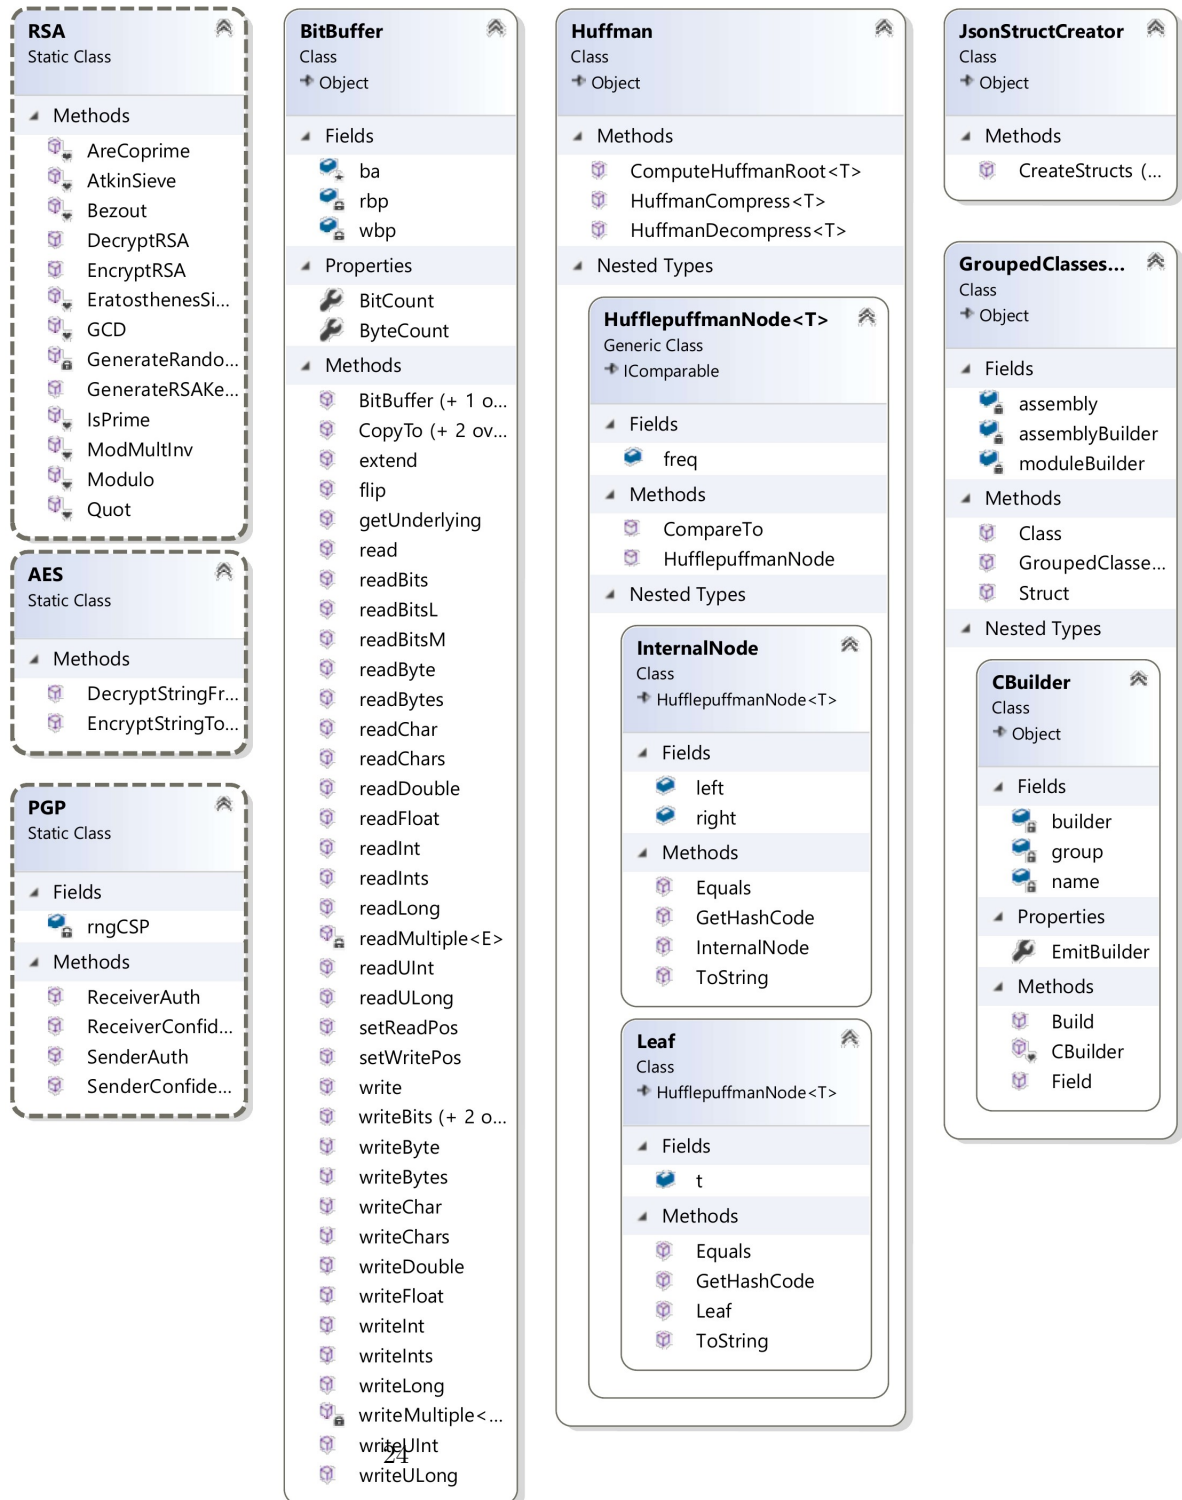 RSA
Static Class
Methods
AreCoprime
AtkinSieve
Bezout
DecryptRSA
EncryptRSA
EratosthenesSi...
GCD
GenerateRando...
GenerateRSAKe...
IsPrime
ModMultInv
Modulo
Quot
AES
Static Class
Methods
DecryptStringFr...
EncryptStringTo...
PGP
Static Class
Fields
rngCSP
Methods
ReceiverAuth
ReceiverConfid...
SenderAuth
SenderConfide...
BitBuffer
Class
Object
Fields
ba
rbp
wbp
Properties
BitCount
ByteCount
Methods
BitBuffer (+ 1 o...
CopyTo (+ 2 ov...
extend
flip
getUnderlying
read
readBits
readBitsL
readBitsM
readByte
readBytes
readChar
readChars
readDouble
readFloat
readInt
readInts
readLong
readMultiple<E>
readUInt
readULong
setReadPos
setWritePos
write
writeBits (+ 2 o...
writeByte
writeBytes
writeChar
writeChars
writeDouble
writeFloat
writeInt
writeInts
writeLong
writeMultiple<...
writeUInt
writeULong
Huffman
Class
Object
Methods
ComputeHuffmanRoot<T>
HuffmanCompress<T>
HuffmanDecompress<T>
Nested Types
HufflepuffmanNode<T>
Generic Class
IComparable
Fields
freq
Methods
CompareTo
HufflepuffmanNode
Nested Types
InternalNode
Class
HufflepuffmanNode<T>
Fields
left
right
Methods
Equals
GetHashCode
InternalNode
ToString
Leaf
Class
HufflepuffmanNode<T>
Fields
t
Methods
Equals
GetHashCode
Leaf
ToString
JsonStructCreator
Class
Object
Methods
CreateStructs (...
GroupedClasses...
Class
Object
Fields
assembly
assemblyBuilder
moduleBuilder
Methods
Class
GroupedClasse...
Struct
Nested Types
CBuilder
Class
Object
Fields
builder
group
name
Properties
EmitBuilder
Methods
Build
CBuilder
Field
24